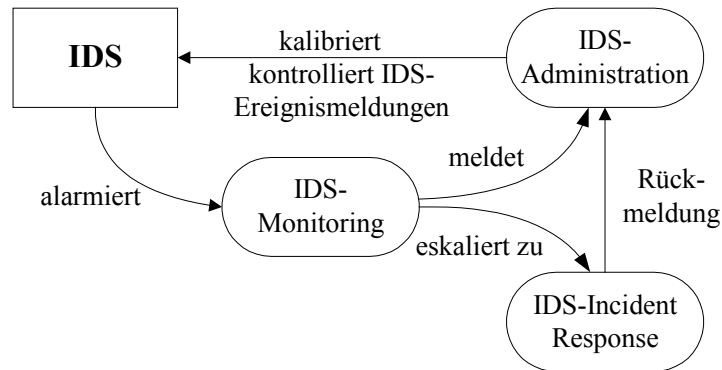 IDS
kalibriert
kontrolliert IDS-
Ereignismeldungen
IDS-
Administration
alarmiert
IDS-
Monitoring
meldet
eskaliert zu
Rück-
meldung
IDS-Incident
Response